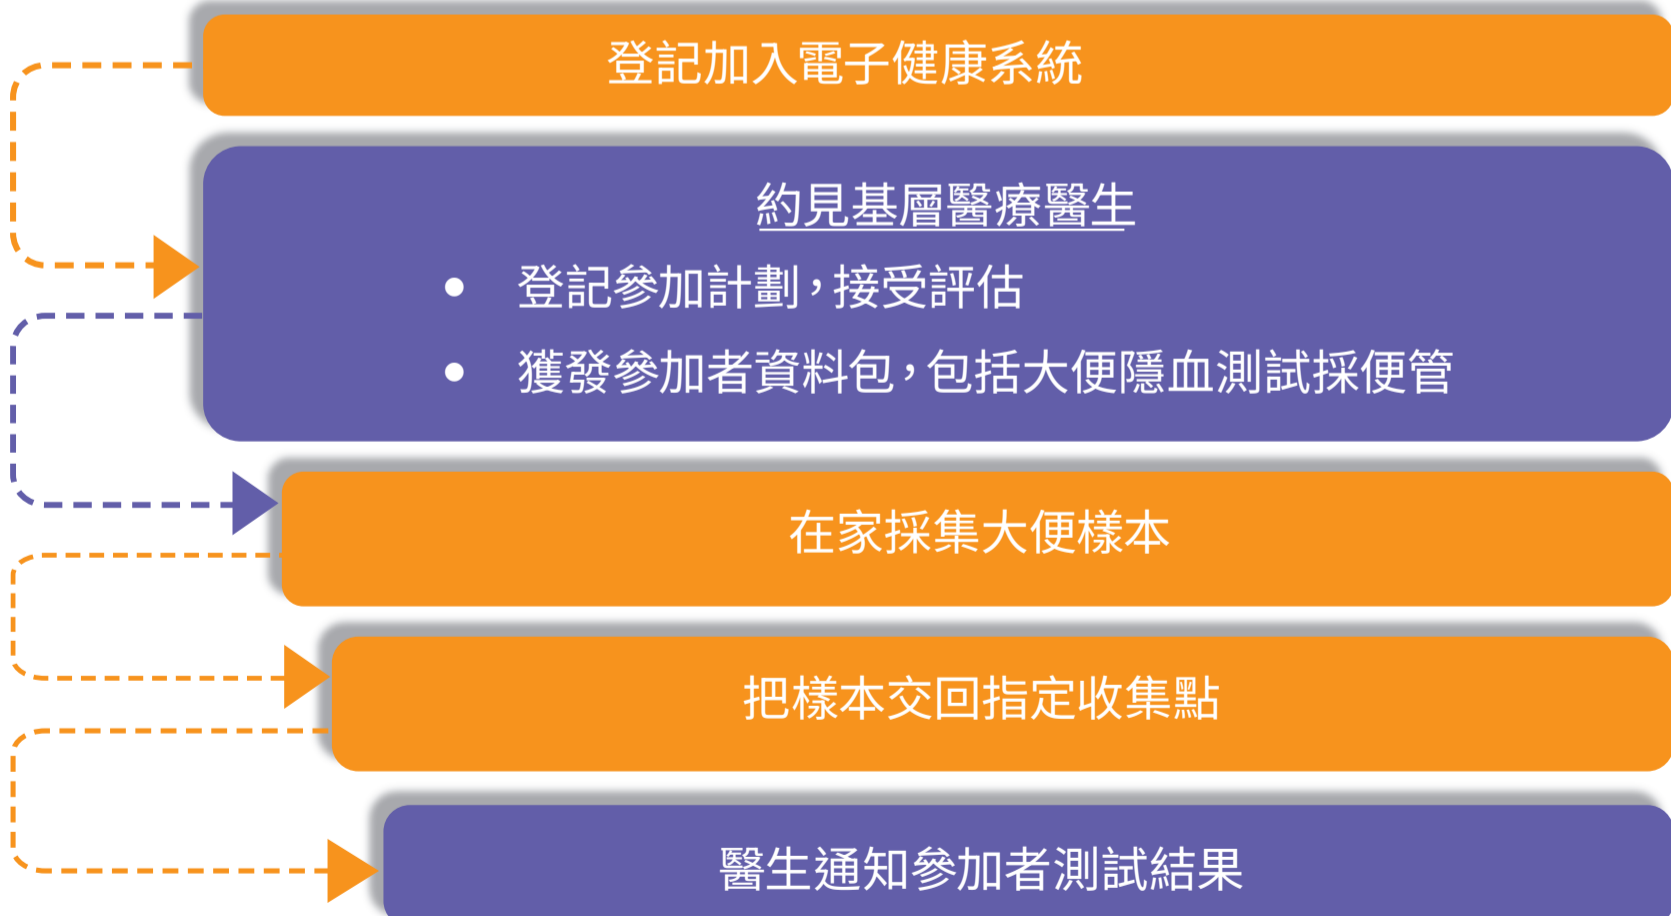 登記加入電子健康系統
約見基層醫療醫生
• 登記參加計劃，接受評估
• 獲發參加者資料包，包括大便隱血測試採便管
在家採集大便樣本
把樣本交回指定收集點
醫生通知參加者測試結果